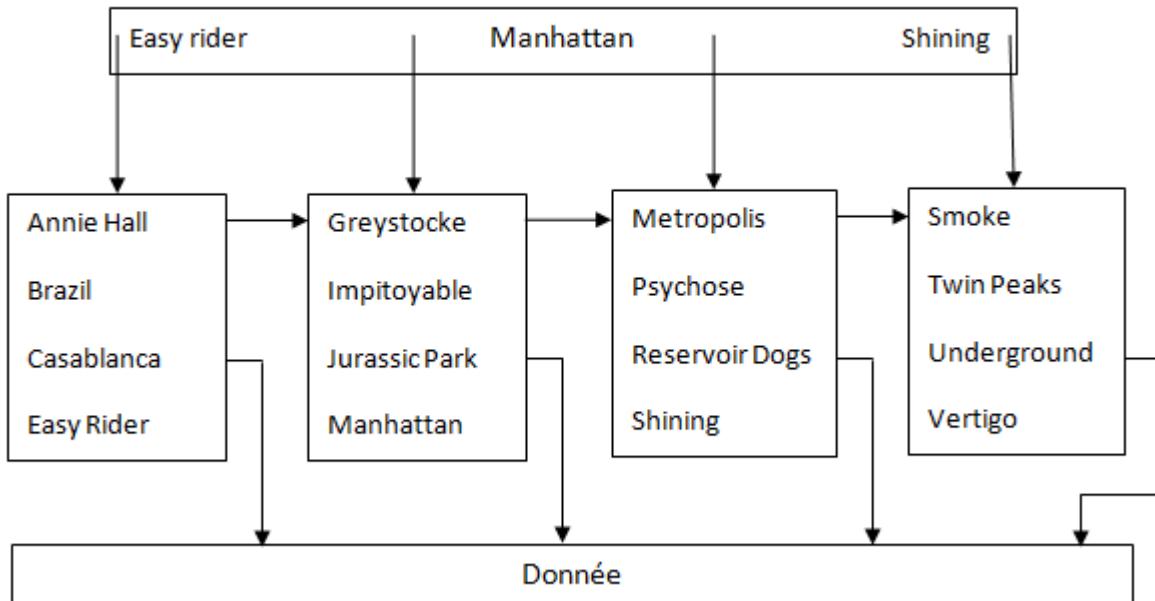 Easy rider Manhattan Shining
Annie Hall
Brazil
Casablanca
Easy Rider
Greystocke
Impitoyable
Jurassic Park
Manhattan
Metropolis
Psychose
Reservoir Dogs
Shining
Smoke
Twin Peaks
Underground
Vertigo
Donnée